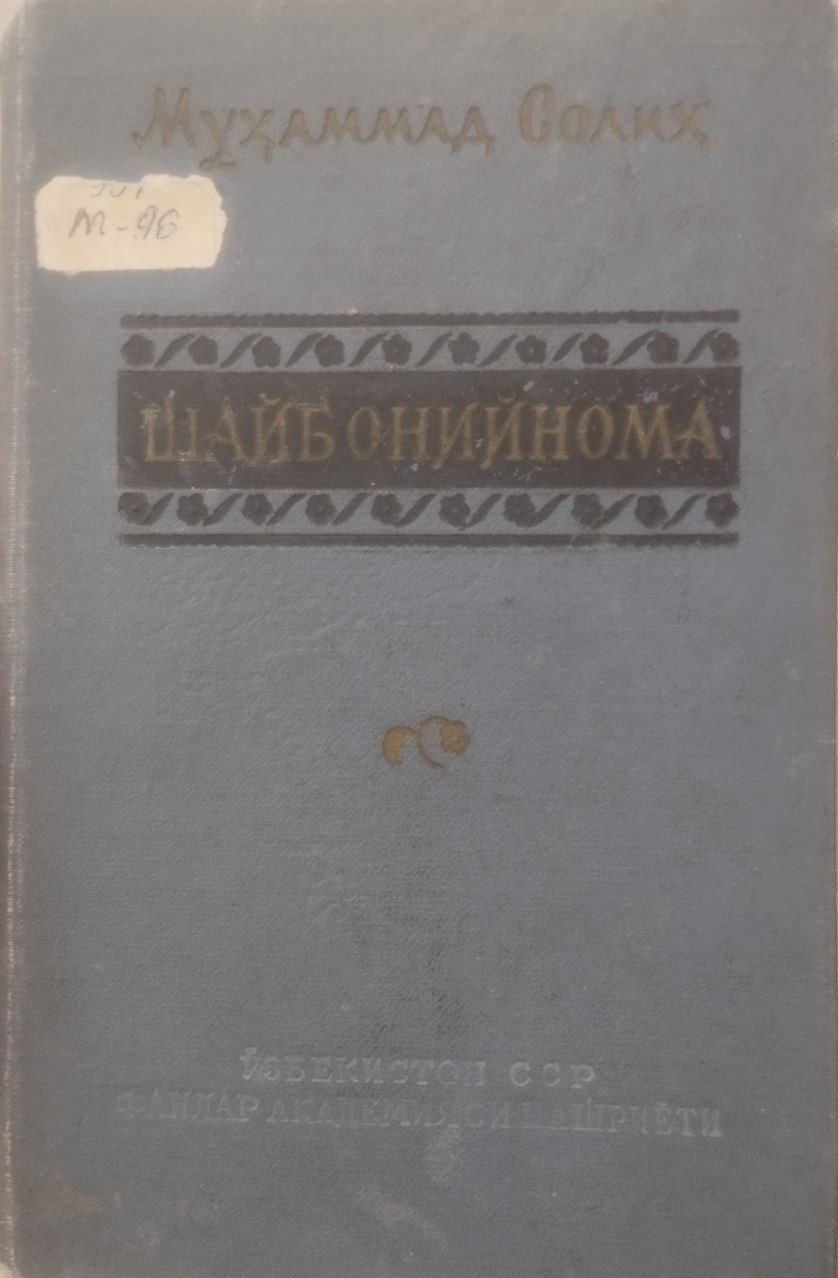 Муҳаммад Солиҳ
М-96
ШАЙБОНИЙНОМА
ЎЗБЕКИСТОН ССР
ФАНЛАР АКАДЕМИЯСИ НАШРИЁТИ